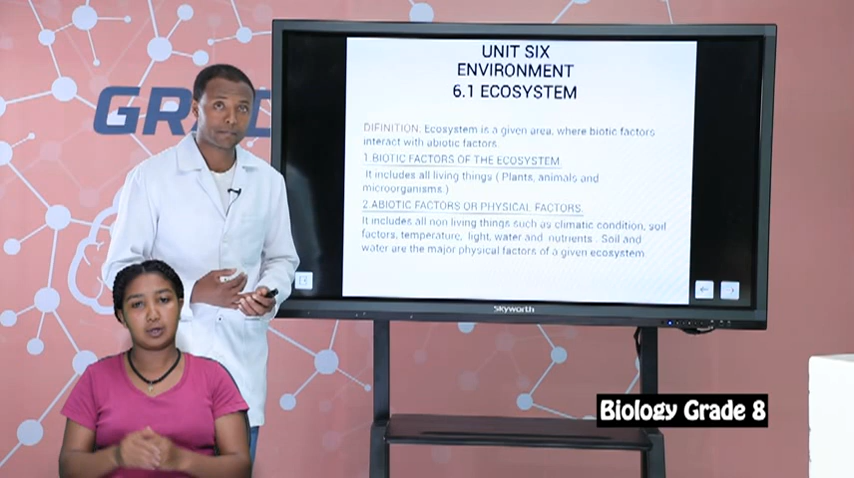 GRAD
UNIT SIX
ENVIRONMENT
6.1 ECOSYSTEM
DIFINITION: Ecosystem is a given area, where biotic factors
interact with abiotic factors.
1.BIOTIC FACTORS OF THE ECOSYSTEM.
It includes all living things ( Plants, animals and
microorganisms.)
2.ABIOTIC FACTORS OR PHYSICAL FACTORS
It includes all non living things such as climatic condition, soil
factors, temperature, light, water and nutrients . Soil and
water are the major physical factors of a given ecosystem
13
Skyworth
Biology Grade 8